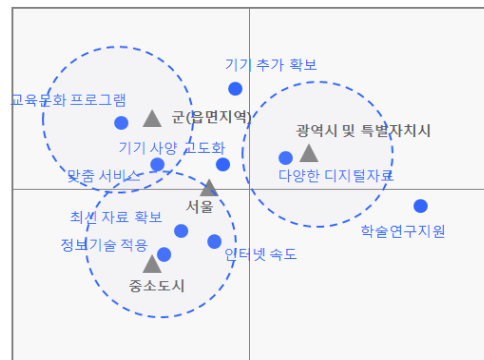 기기 추가 확보
교육문화 프로그램
군(읍면지역)
광역시 및 특별자치시
기기 사양 고도화
맞춤 서비스
다양한 디지털자료
서울
최신 자료 확보
학술연구지원
정보기술 적용
인터넷 속도
중소도시